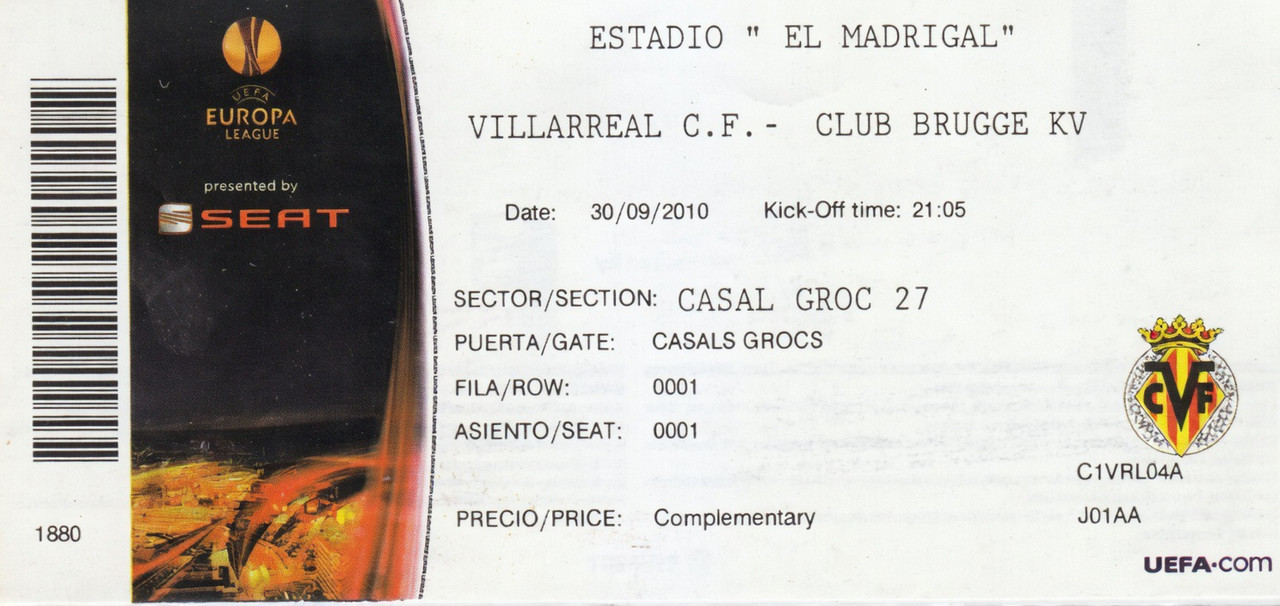 UEFA
EUROPA
LEAGUE
presented by
SEAT
1880
ESTADIO " EL MADRIGAL"
VILLARREAL C.F.- CLUB BRUGGE KV
Date: 30/09/2010 Kick-Off time: 21:05
SECTOR/SECTION: CASAL GROC 27
PUERTA/GATE: CASALS GROCS
FILA/ROW: 0001
ASIENTO/SEAT: 0001
PRECIO/PRICE: Complementary
CVF
C1VRL04A
J01AA
UEFA.com